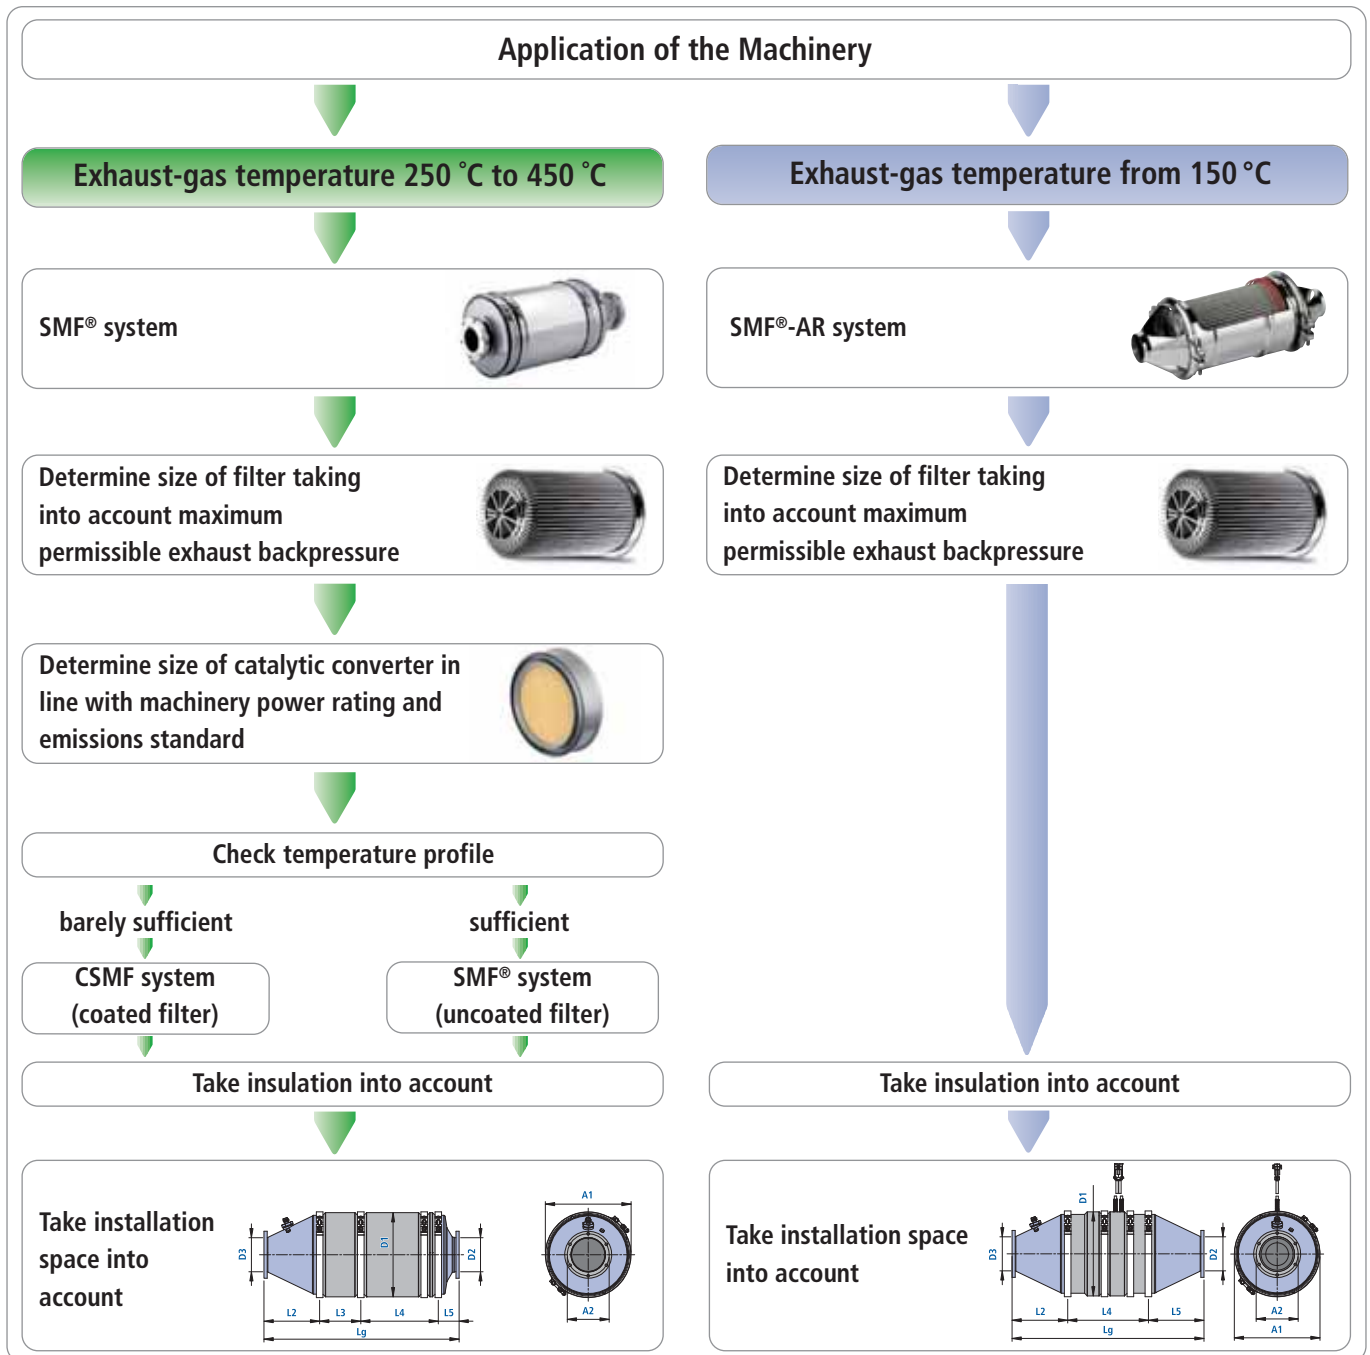 Application of the Machinery
Exhaust-gas temperature 250 °C to 450 °C
Exhaust-gas temperature from 150 °C
SMF® system
SMF®-AR system
Determine size of filter taking
into account maximum
permissible exhaust backpressure
Determine size of filter taking
into account maximum
permissible exhaust backpressure
Determine size of catalytic converter in
line with machinery power rating and
emissions standard
Check temperature profile
barely sufficient
sufficient
CSMF system
(coated filter)
SMF® system
(uncoated filter)
Take insulation into account
Take insulation into account
Take installation
space into
account
D3
D1
D2
L2
L3
L4
L5
Lg
A1
A2
Take installation space
into account
D3
D1
D2
L2
L4
L5
Lg
A2
A1